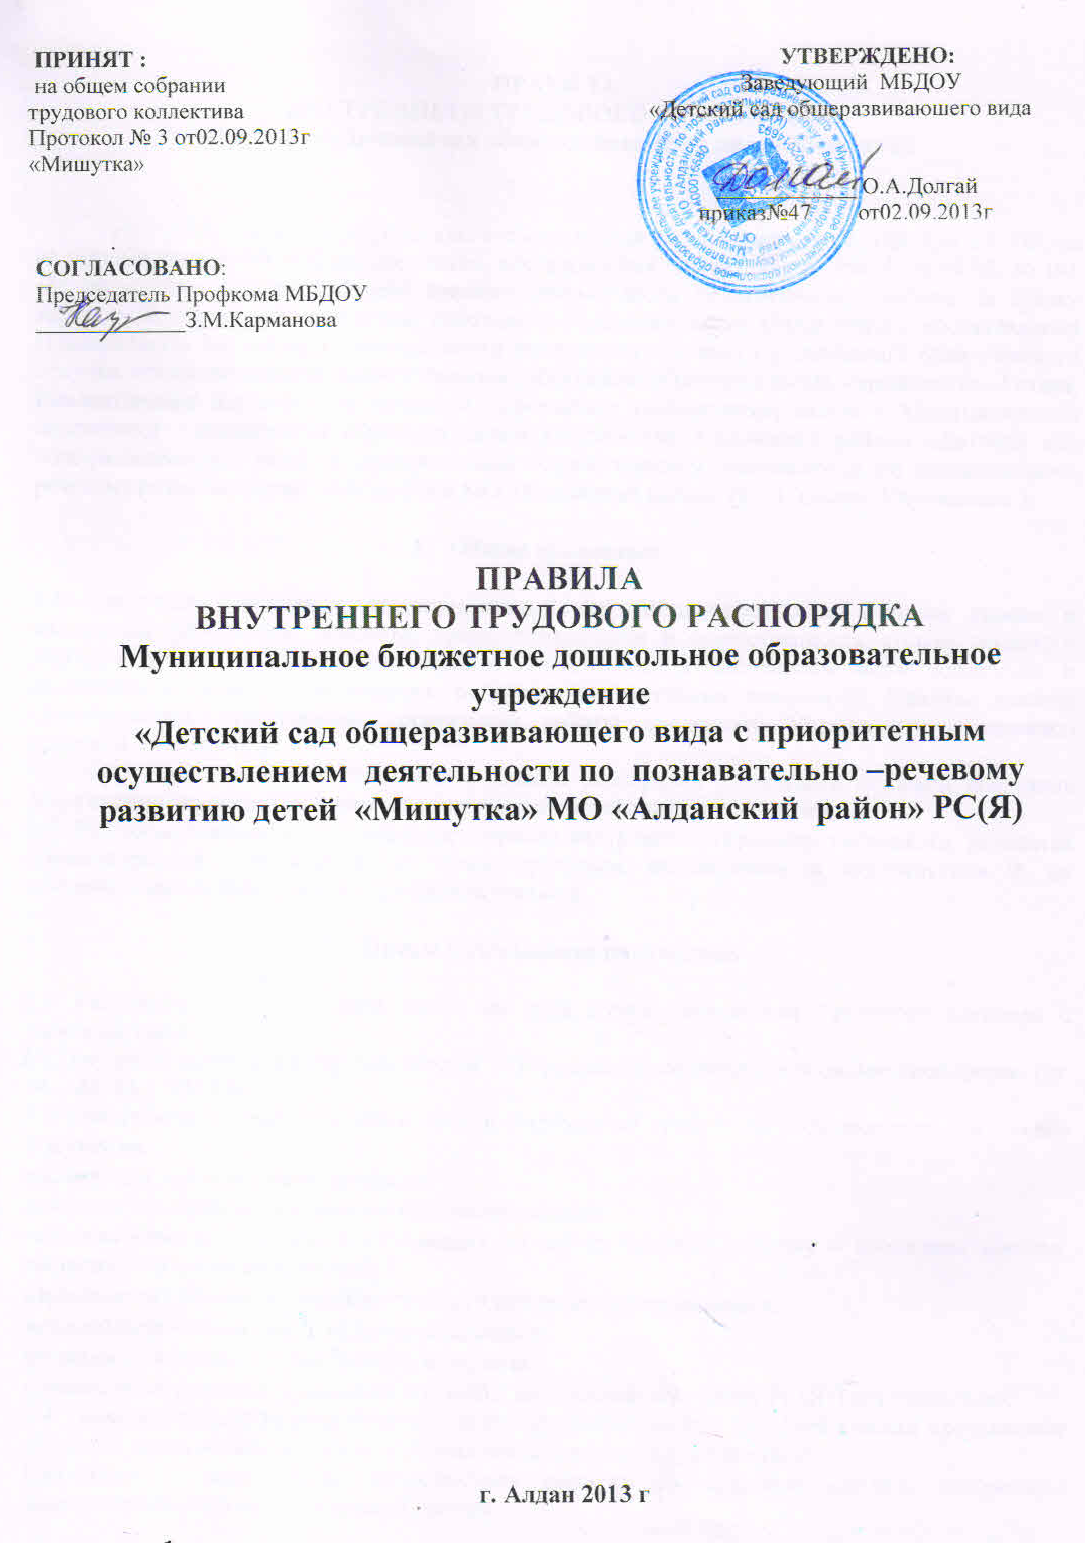 ПРИНЯТ :
на общем собрании
трудового коллектива
Протокол № 3 от02.09.2013г
«Мишутка»
УТВЕРЖДЕНО:
Заведующий МБДОУ
«Детский сад общеразвивающего вида
О.А.Долгай
приказ№47 от02.09.2013г
СОГЛАСОВАНО:
Председатель Профкома МБДОУ
З.М.Карманова
ПРАВИЛА
ВНУТРЕННЕГО ТРУДОВОГО РАСПОРЯДКА
Муниципальное бюджетное дошкольное образовательное
учреждение
«Детский сад общеразвивающего вида с приоритетным
осуществлением деятельности по познавательно –речевому
развитию детей «Мишутка» МО «Алданский район» РС(Я)
г. Алдан 2013 г